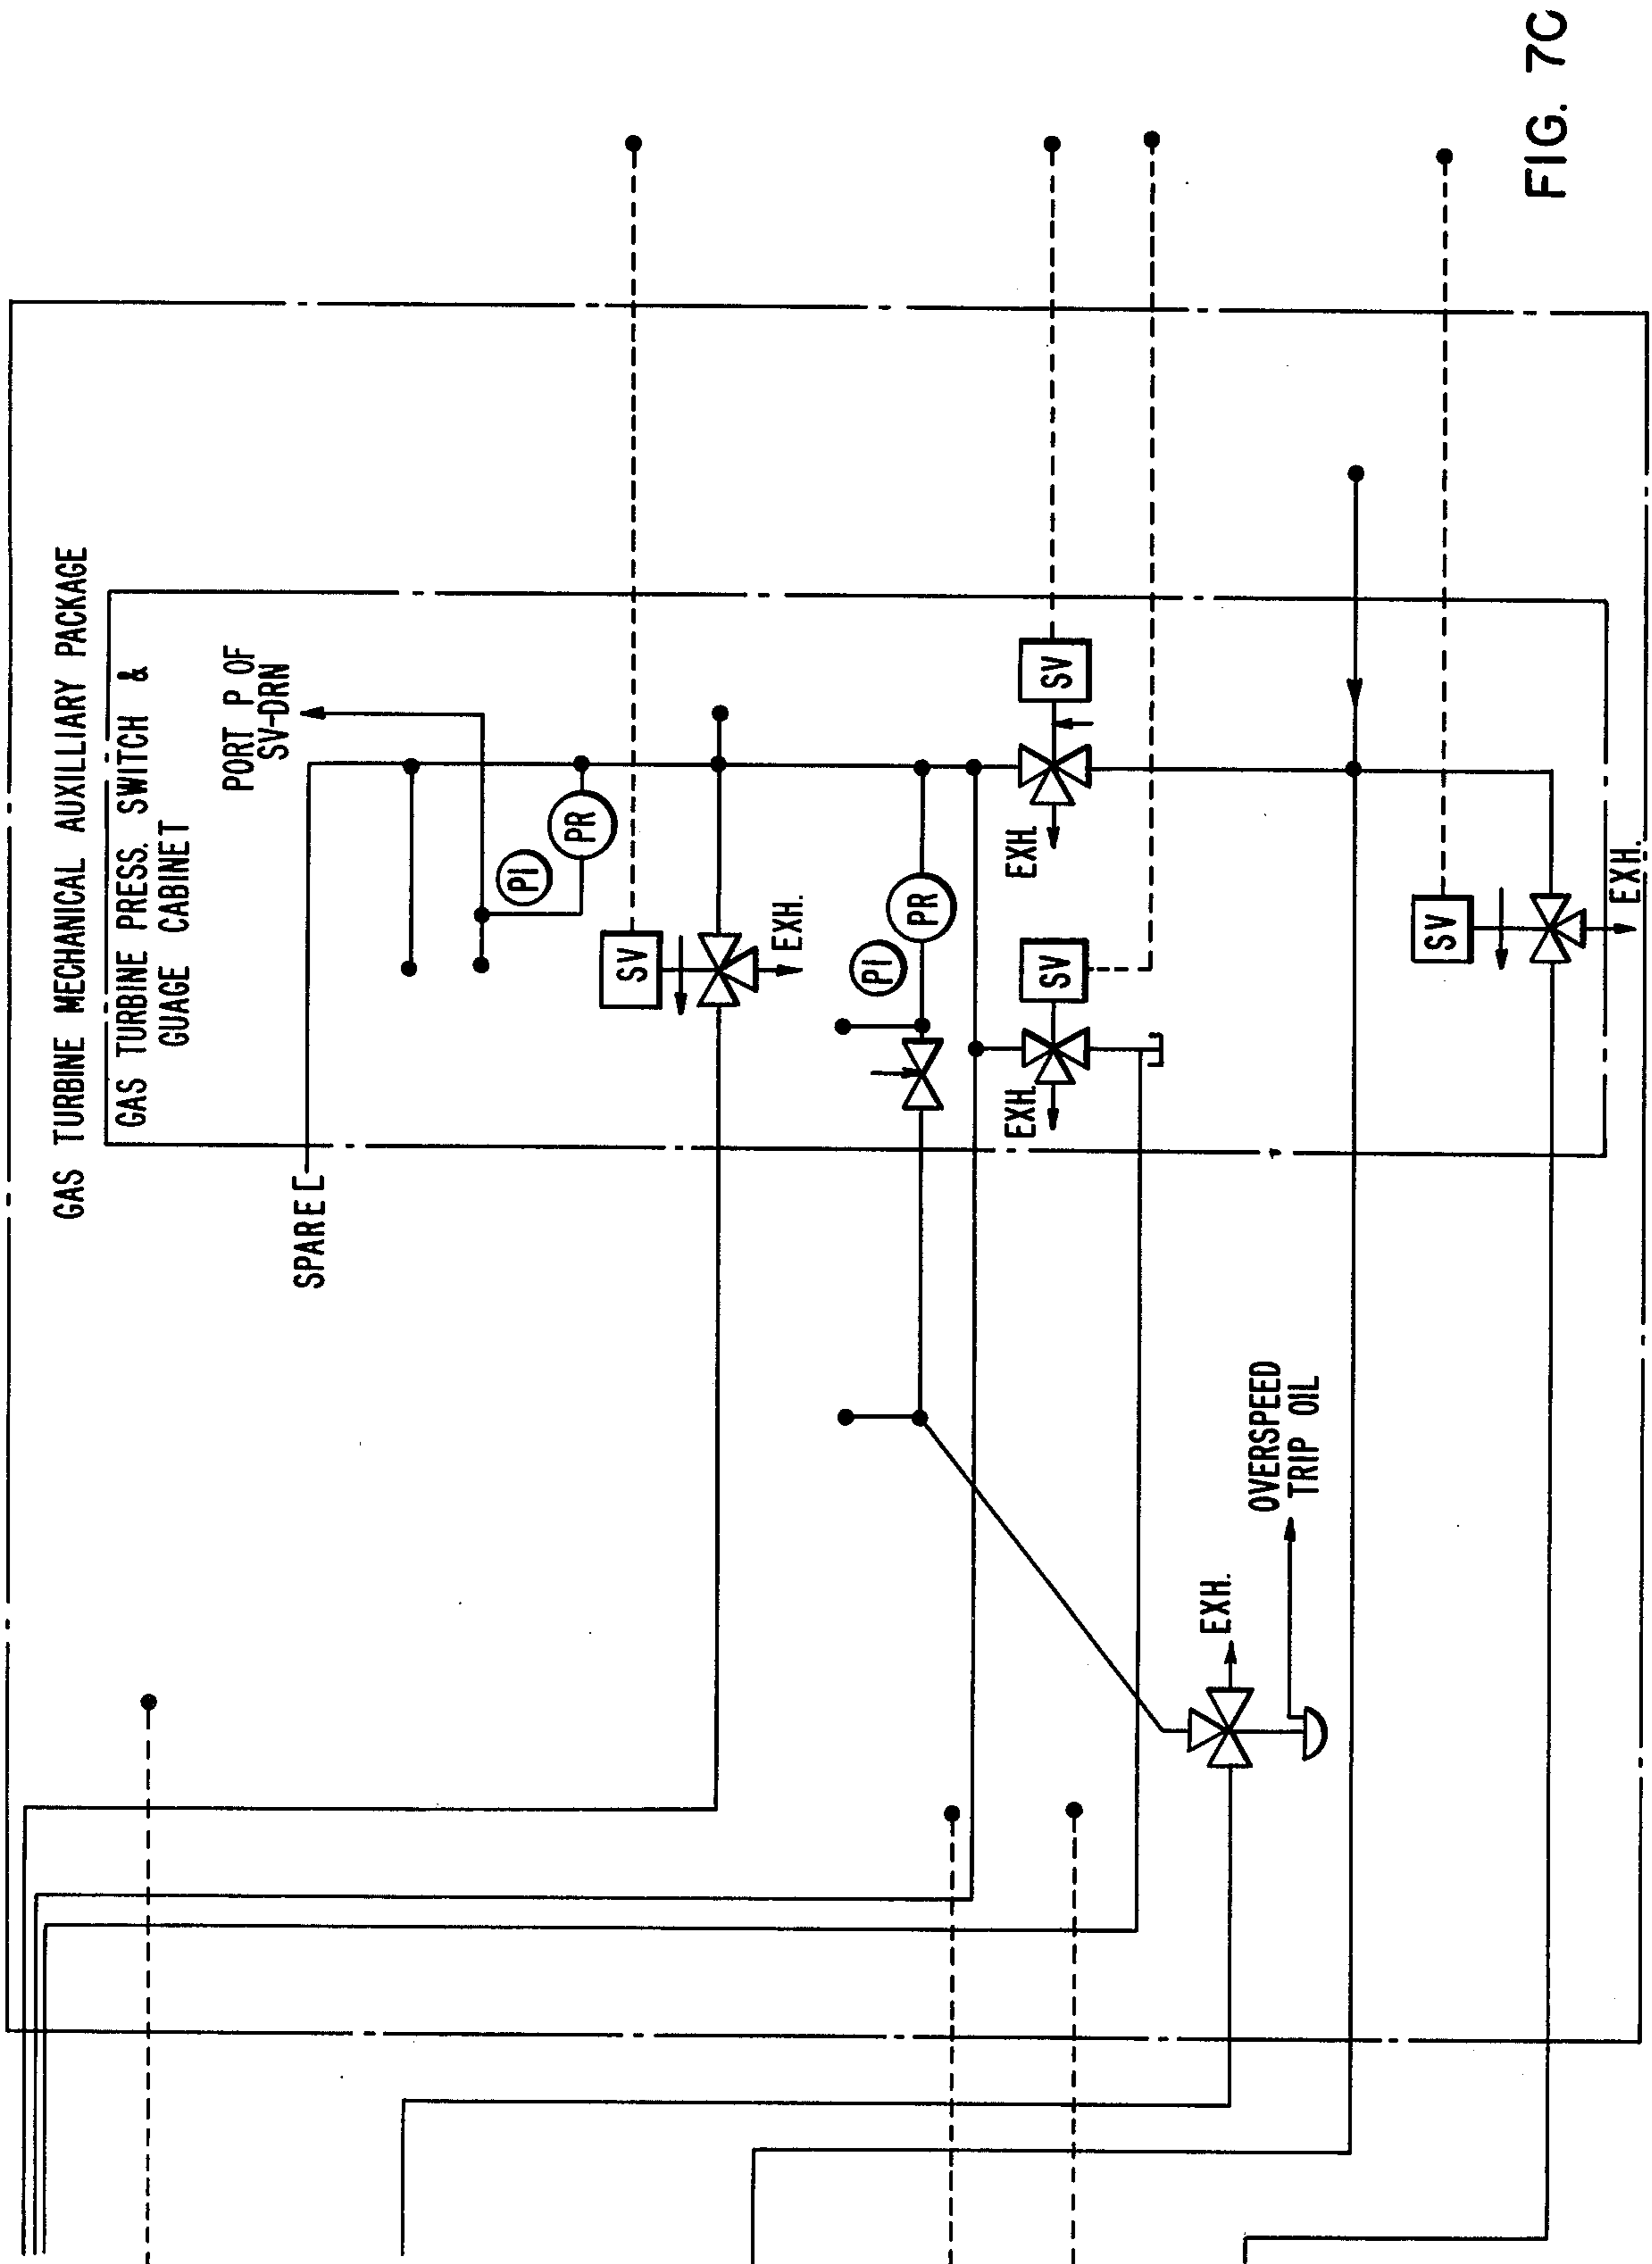 GAS TURBINE MECHANICAL AUXILLIARY PACKAGE
GAS TURBINE PRESS. SWITCH &
GUAGE CABINET
PORT P OF
SV-DRN
SPARE
PI
PR
SV
EXH.
PI
PR
SV
EXH.
SV
EXH.
OVERSPEED
TRIP OIL
EXH.
SV
EXH.
FIG. 7C